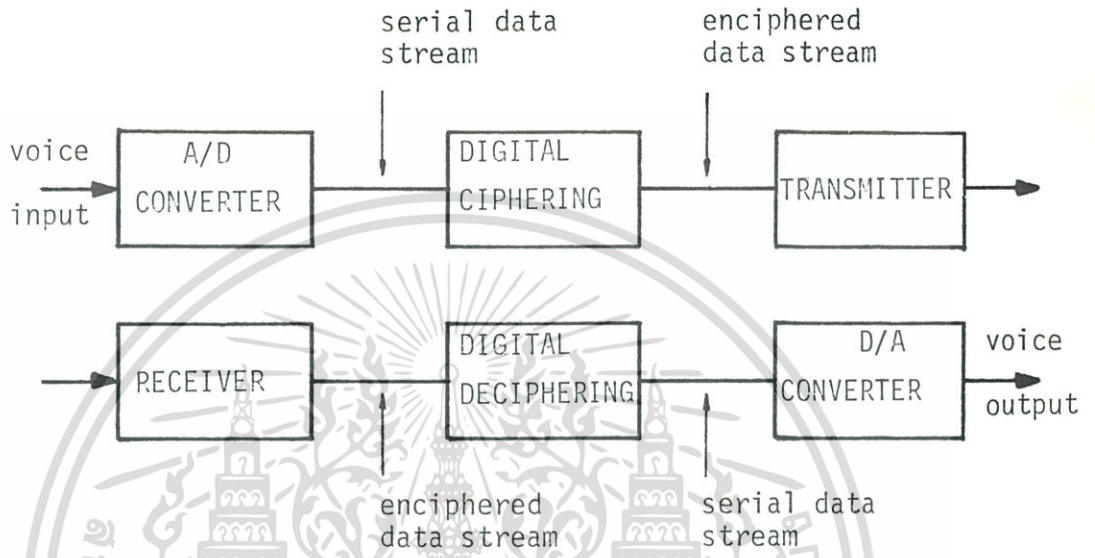 serial data
stream
enciphered
data stream
voice
input
A/D
CONVERTER
DIGITAL
CIPHERING
TRANSMITTER
RECEIVER
DIGITAL
DECIPHERING
D/A
CONVERTER
voice
output
enciphered
data stream
serial data
stream